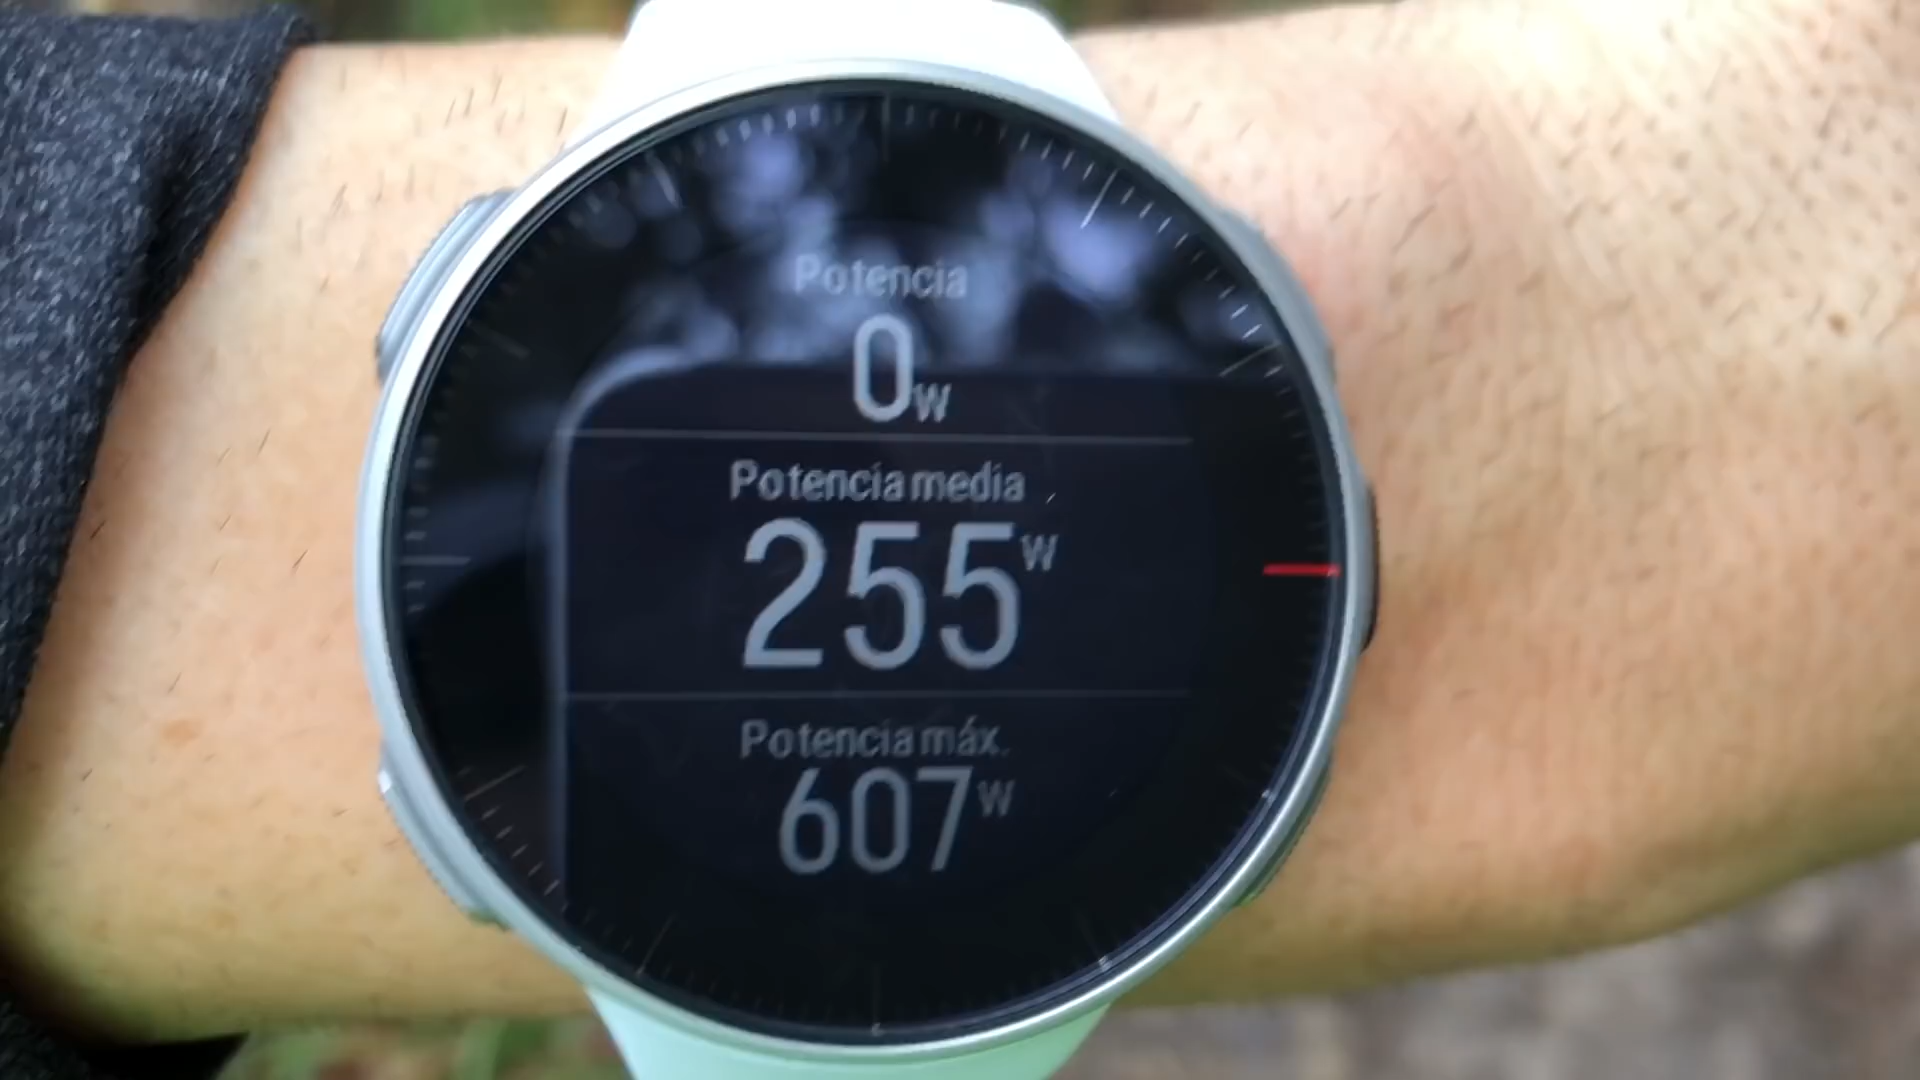 Potencia
0W
Potencia media
255W
Potencia máx.
607W